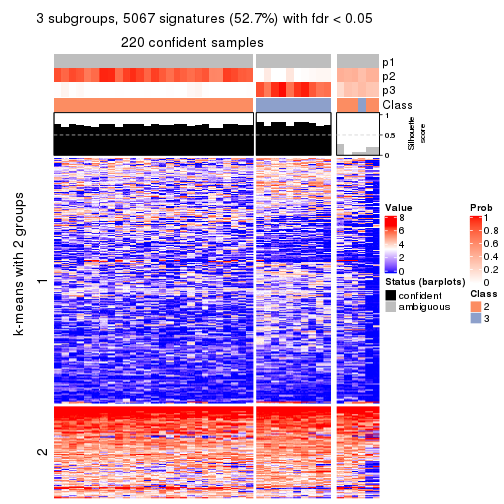 3 subgroups, 5067 signatures (52.7%) with fdr < 0.05
220 confident samples
p1
p2
p3
Class
1
0.5
0
Silhouette
score
k-means with 2 groups
1
2
Value
8
6
4
2
0
Status (barplots)
confident
ambiguous
Prob
1
0.8
0.6
0.4
0.2
0
Class
2
3